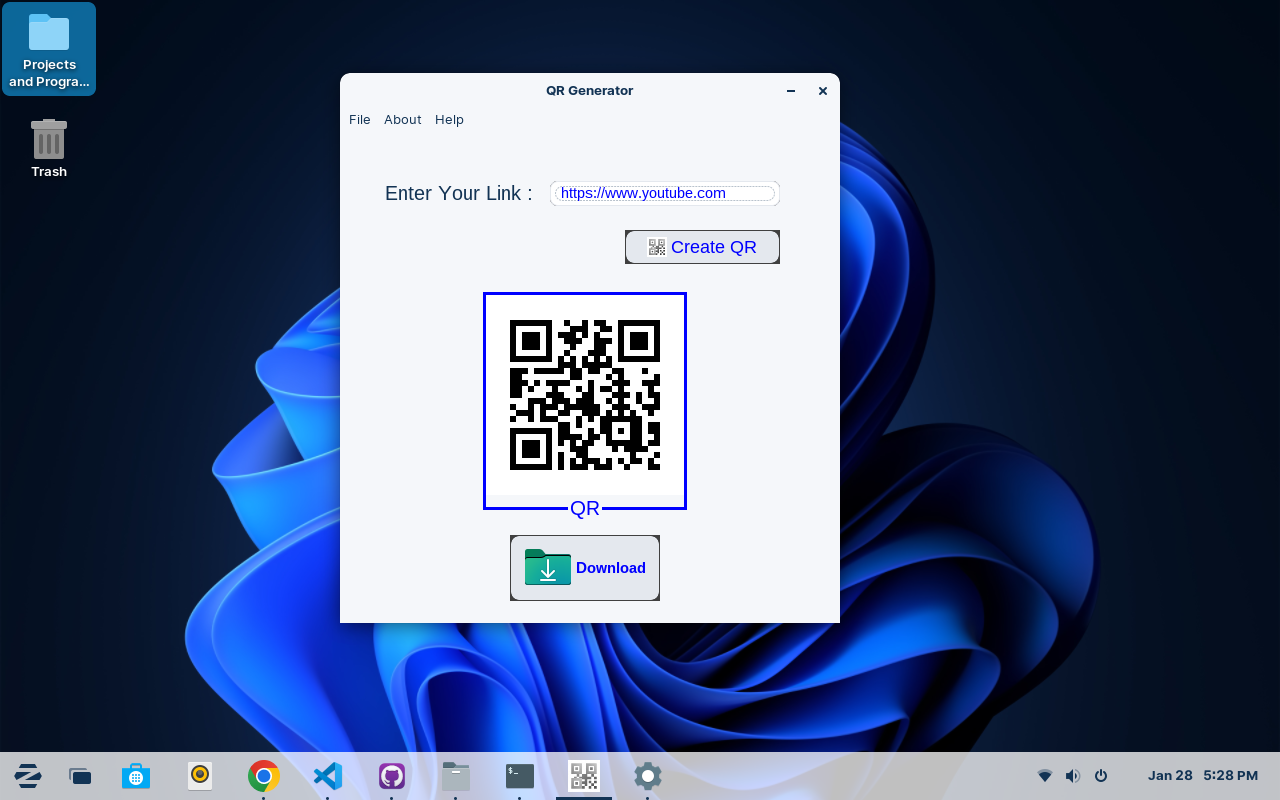 Projects
and Progra...
Trash
QR Generator
File About Help
Enter Your Link : https://www.youtube.com
Create QR
QR
Download
Jan 28 5:28 PM